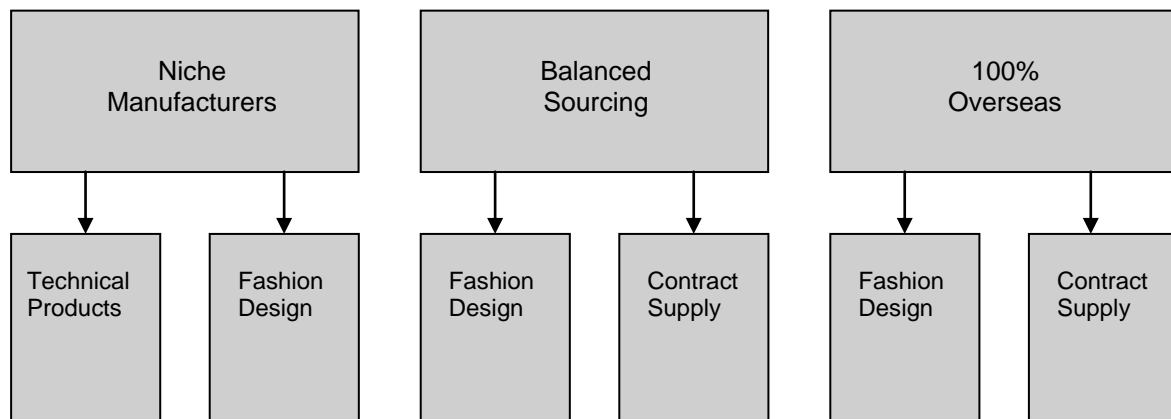 Niche
Manufacturers
Balanced
Sourcing
100%
Overseas
Technical
Products
Fashion
Design
Fashion
Design
Contract
Supply
Fashion
Design
Contract
Supply